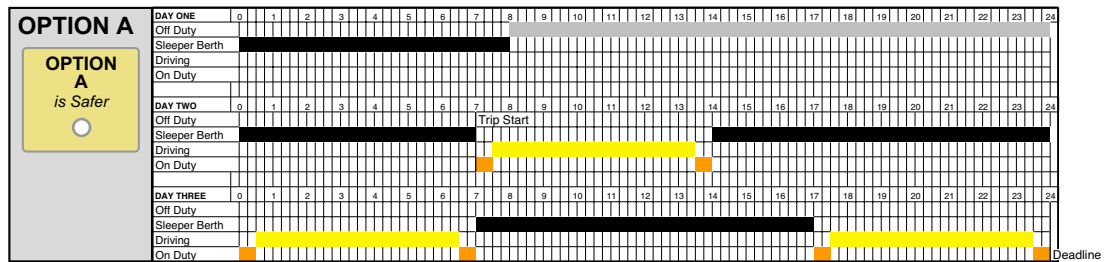 OPTION A
OPTION
A
is Safer
DAY ONE 0 1 2 3 4 5 6 7 8 9 10 11 12 13 14 15 16 17 18 19 20 21 22 23 24
Off Duty
Sleeper Berth
Driving
On Duty
DAY TWO 0 1 2 3 4 5 6 7 8 9 10 11 12 13 14 15 16 17 18 19 20 21 22 23 24
Off Duty Trip Start
Sleeper Berth
Driving
On Duty
DAY THREE 0 1 2 3 4 5 6 7 8 9 10 11 12 13 14 15 16 17 18 19 20 21 22 23 24
Off Duty
Sleeper Berth
Driving
On Duty Deadline